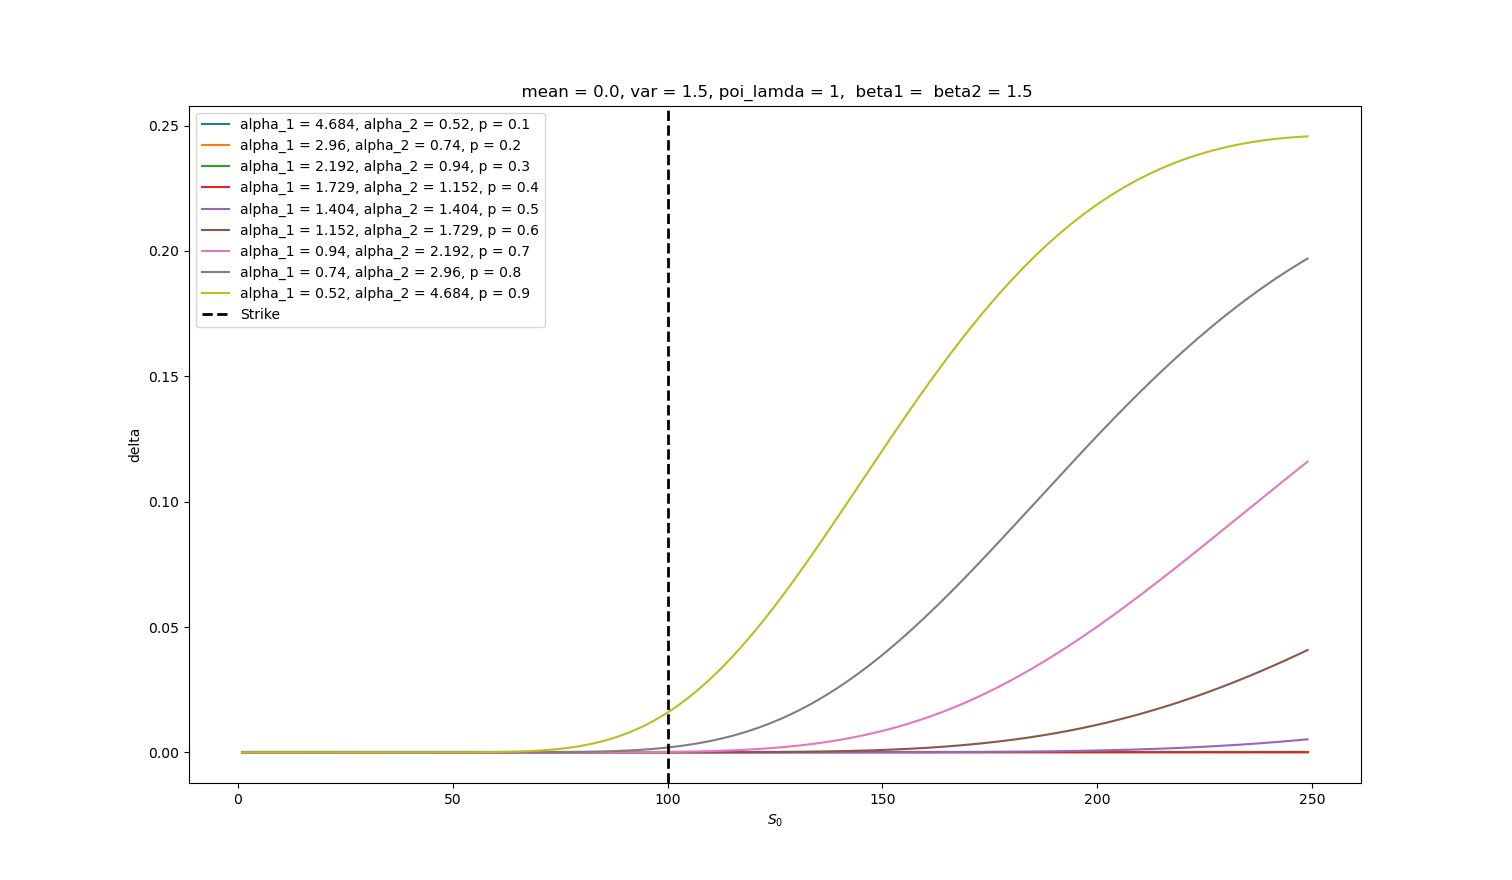 mean = 0.0, var = 1.5, poi_lamda = 1,  beta1 =  beta2 = 1.5
alpha_1 = 4.684, alpha_2 = 0.52, p = 0.1
alpha_1 = 2.96, alpha_2 = 0.74, p = 0.2
alpha_1 = 2.192, alpha_2 = 0.94, p = 0.3
alpha_1 = 1.729, alpha_2 = 1.152, p = 0.4
alpha_1 = 1.404, alpha_2 = 1.404, p = 0.5
alpha_1 = 1.152, alpha_2 = 1.729, p = 0.6
alpha_1 = 0.94, alpha_2 = 2.192, p = 0.7
alpha_1 = 0.74, alpha_2 = 2.96, p = 0.8
alpha_1 = 0.52, alpha_2 = 4.684, p = 0.9
Strike
0.25
0.20
0.15
0.10
0.05
0.00
delta
0 50 100 150 200 250
S₀